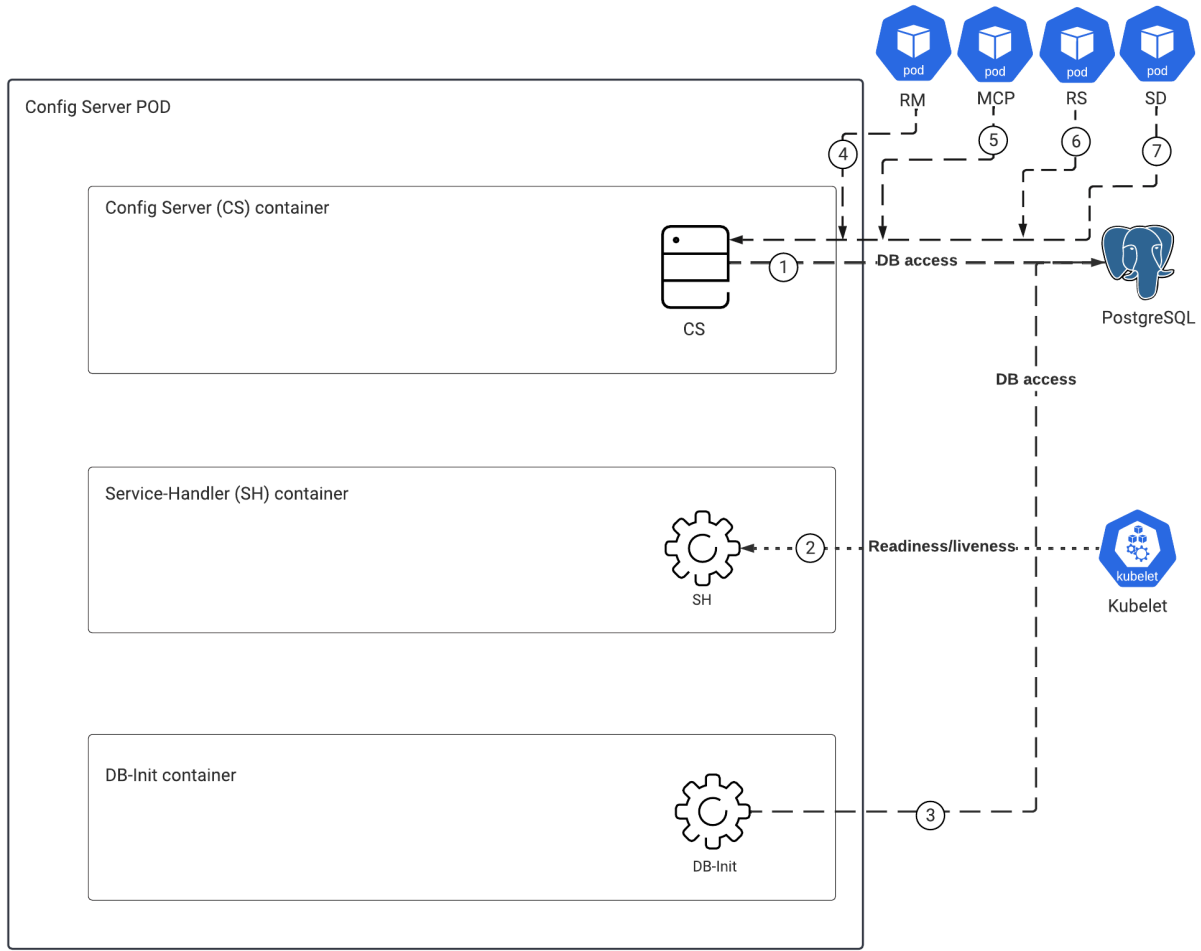 pod
pod
pod
pod
RM
MCP
RS
SD
Config Server POD
4
5
6
7
Config Server (CS) container
1
DB access
CS
PostgreSQL
DB access
Service-Handler (SH) container
2
Readiness/liveness
kubelet
SH
Kubelet
DB-Init container
3
DB-Init